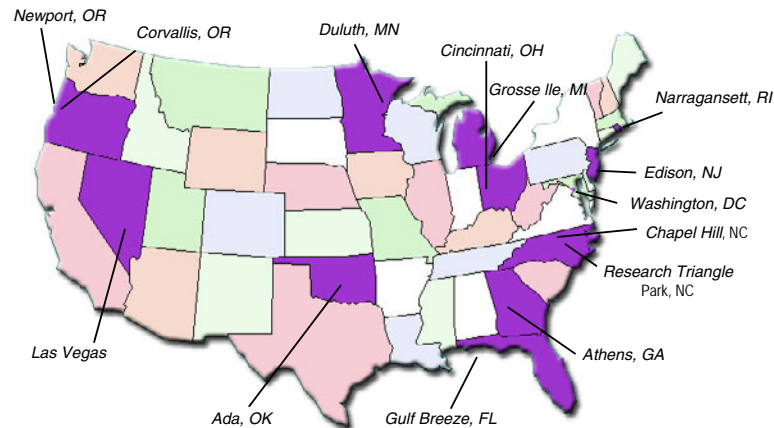 Newport, OR
Corvallis, OR
Duluth, MN
Cincinnati, OH
Grosse Ile, MI
Narragansett, RI
Edison, NJ
Washington, DC
Chapel Hill, NC
Research Triangle
Park, NC
Las Vegas
Athens, GA
Ada, OK
Gulf Breeze, FL